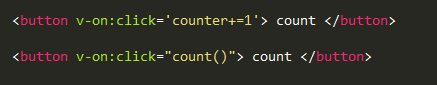 <button v-on:click='counter+=1'> count </button>
<button v-on:click="count()"> count </button>